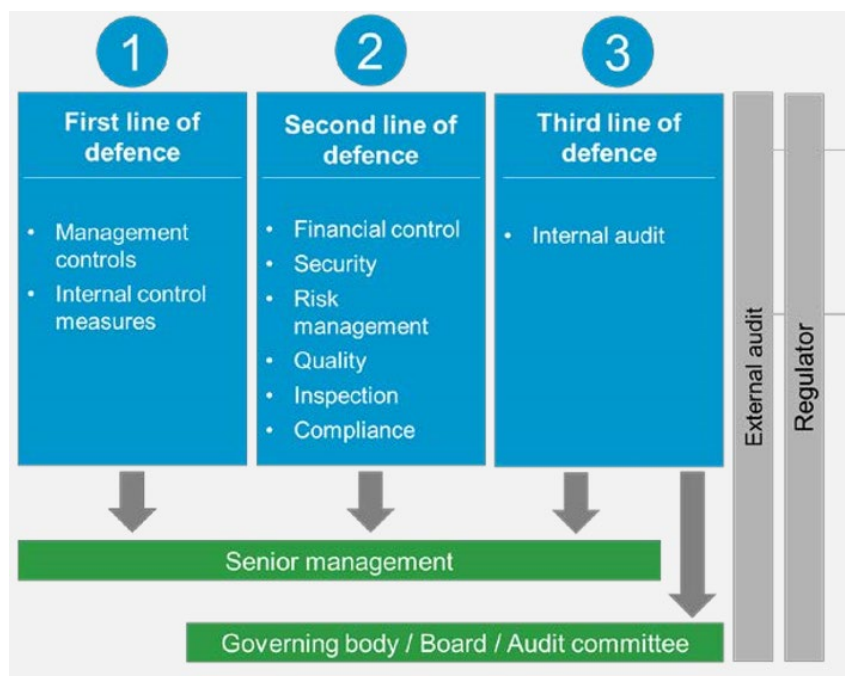 1
2
3
First line of
defence
• Management
controls
• Internal control
measures
Second line of
defence
• Financial control
• Security
• Risk
management
• Quality
• Inspection
• Compliance
Third line of
defence
• Internal audit
External audit
Regulator
Senior management
Governing body / Board / Audit committee